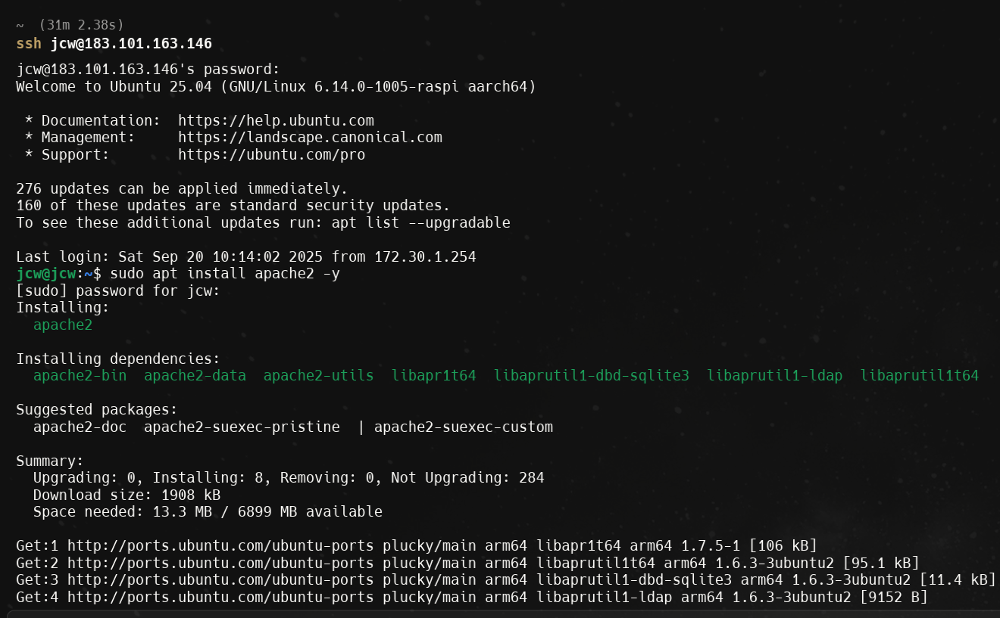 ~  (31m 2.38s)
ssh jcw@183.101.163.146
jcw@183.101.163.146's password:
Welcome to Ubuntu 25.04 (GNU/Linux 6.14.0-1005-raspi aarch64)
 * Documentation:  https://help.ubuntu.com
 * Management:     https://landscape.canonical.com
 * Support:        https://ubuntu.com/pro
276 updates can be applied immediately.
160 of these updates are standard security updates.
To see these additional updates run: apt list --upgradable
Last login: Sat Sep 20 10:14:02 2025 from 172.30.1.254
jcw@jcw:~$ sudo apt install apache2 -y
[sudo] password for jcw:
Installing:
  apache2
Installing dependencies:
  apache2-bin  apache2-data  apache2-utils  libapr1t64  libaprutil1-dbd-sqlite3  libaprutil1-ldap  libaprutil1t64
Suggested packages:
  apache2-doc  apache2-suexec-pristine  | apache2-suexec-custom
Summary:
  Upgrading: 0, Installing: 8, Removing: 0, Not Upgrading: 284
  Download size: 1908 kB
  Space needed: 13.3 MB / 6899 MB available
Get:1 http://ports.ubuntu.com/ubuntu-ports plucky/main arm64 libapr1t64 arm64 1.7.5-1 [106 kB]
Get:2 http://ports.ubuntu.com/ubuntu-ports plucky/main arm64 libaprutil1t64 arm64 1.6.3-3ubuntu2 [95.1 kB]
Get:3 http://ports.ubuntu.com/ubuntu-ports plucky/main arm64 libaprutil1-dbd-sqlite3 arm64 1.6.3-3ubuntu2 [11.4 kB]
Get:4 http://ports.ubuntu.com/ubuntu-ports plucky/main arm64 libaprutil1-ldap arm64 1.6.3-3ubuntu2 [9152 B]